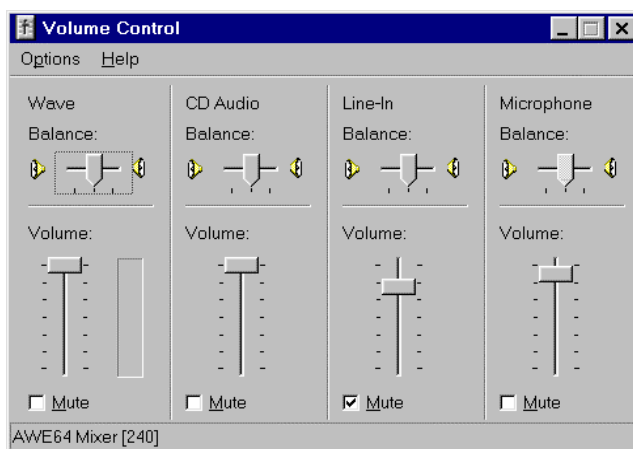 Volume Control
Options Help
Wave
Balance:
Volume:
Mute
CD Audio
Balance:
Volume:
Mute
Line-In
Balance:
Volume:
Mute
Microphone
Balance:
Volume:
Mute
AWE64 Mixer [240]